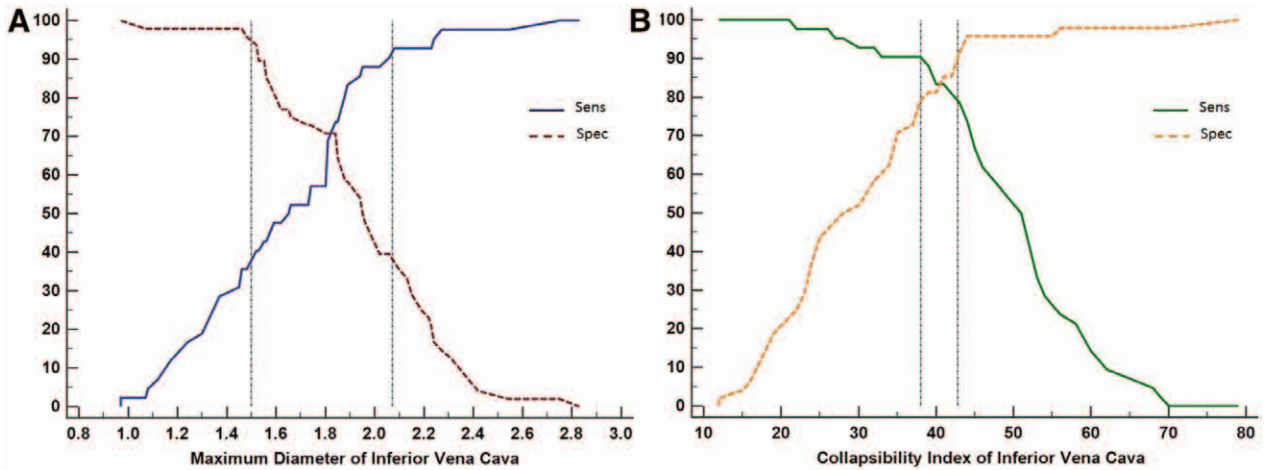 A
100
90
80
70
60
50
40
30
20
10
0
Sens
Spec
0.8 1.0 1.2 1.4 1.6 1.8 2.0 2.2 2.4 2.6 2.8 3.0
Maximum Diameter of Inferior Vena Cava
B
100
90
80
70
60
50
40
30
20
10
0
Sens
Spec
10 20 30 40 50 60 70 80
Collapsibility Index of Inferior Vena Cava